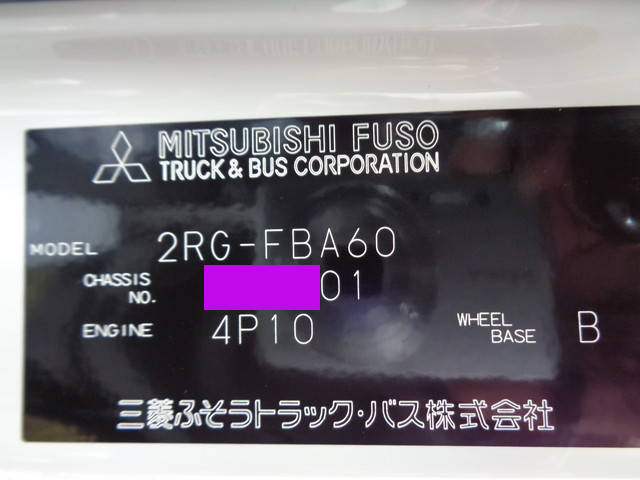 MITSUBISHI FUSO
TRUCK & BUS CORPORATION
MODEL 2RG-FBA60
CHASSIS NO. 01
ENGINE 4P10 WHEEL BASE B
三菱ふそうトラック・バス株式会社